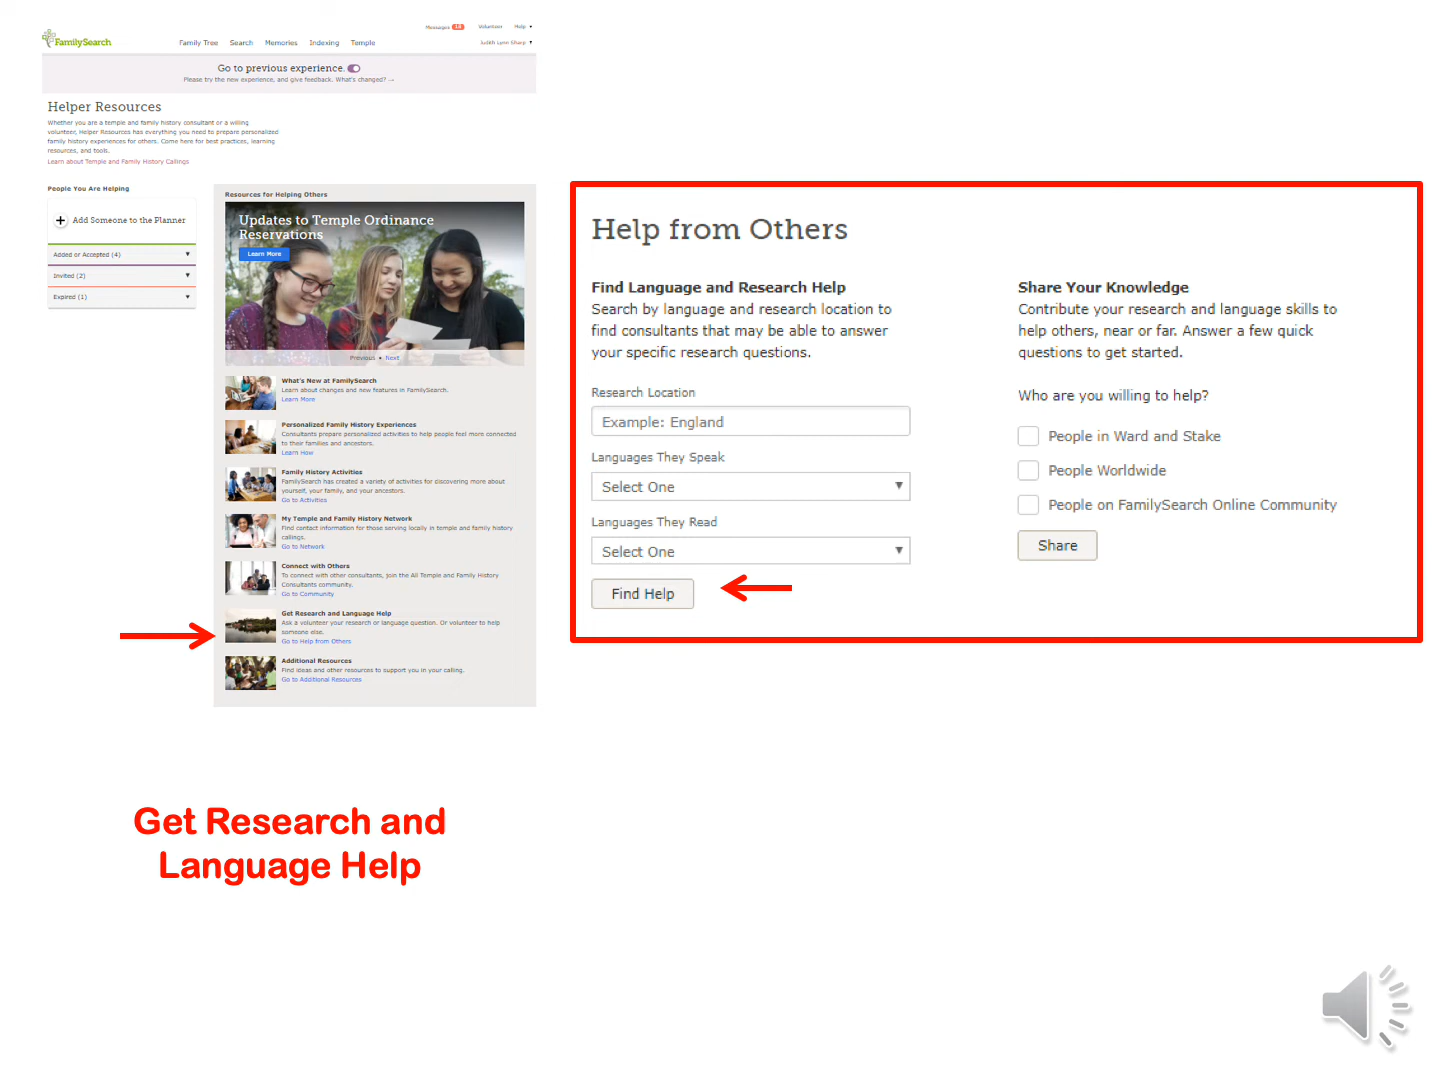 Messages 18 Volunteer Help
FamilySearch
Family Tree Search Memories Indexing Temple
Judith Lynn Sharp
Go to previous experience.
Please try the new experience, and give feedback. What's changed? →
Helper Resources
Whether you are a temple and family history consultant or a willing
volunteer, Helper Resources has everything you need to prepare personalized
family history experiences for others. Come here for best practices, learning
resources, and tools.
Learn about Temple and Family History Callings
People You Are Helping
Add Someone to the Planner
Added or Accepted (4)
Invited (2)
Expired (1)
Resources for Helping Others
Updates to Temple Ordinance
Reservations
Learn More
Previous • Next
What's New at FamilySearch
Learn about changes and new features in FamilySearch.
Learn More
Personalized Family History Experiences
Consultants prepare personalized activities to help people feel more connected
to their families and ancestors.
Learn How
Family History Activities
FamilySearch has created a variety of activities for discovering more about
yourself, your family, and your ancestors.
Go to Activities
My Temple and Family History Network
Find contact information for those serving locally in temple and family history
callings.
Go to Network
Connect with Others
To connect with other consultants, join the All Temple and Family History
Consultants community.
Go to Community
Get Research and Language Help
Ask a volunteer your research or language question. Or volunteer to help
someone else.
Go to Help from Others
Additional Resources
Find ideas and other resources to support you in your calling.
Go to Additional Resources
Help from Others
Find Language and Research Help
Search by language and research location to
find consultants that may be able to answer
your specific research questions.
Research Location
Example: England
Languages They Speak
Select One
Languages They Read
Select One
Find Help
Share Your Knowledge
Contribute your research and language skills to
help others, near or far. Answer a few quick
questions to get started.
Who are you willing to help?
People in Ward and Stake
People Worldwide
People on FamilySearch Online Community
Share
Get Research and
Language Help